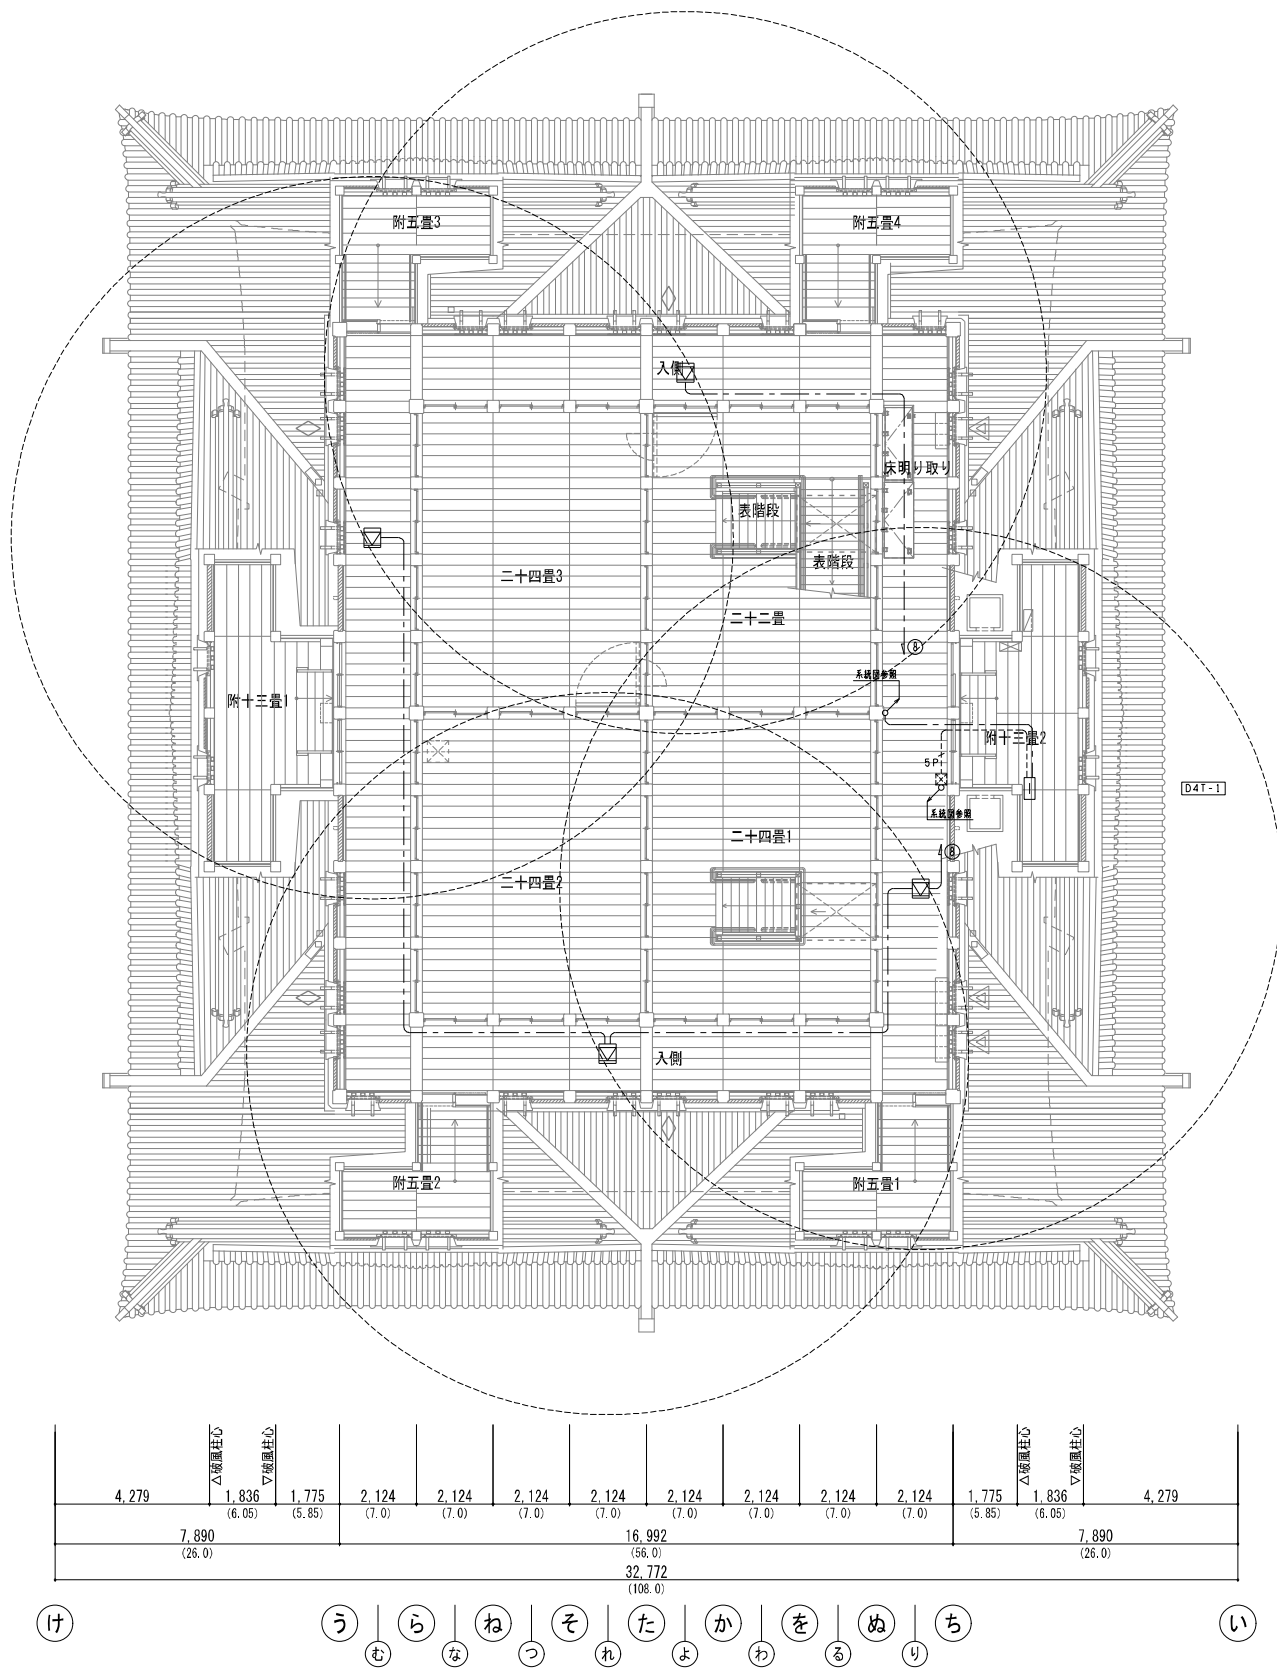 附五畳3
附五畳4
入側
床明り取り
表階段
表階段
二十四畳3
二十二畳
8
系統図参照
附十三畳1
附十三畳2
5P
D4T-1
系統図参照
二十四畳1
8
二十四畳2
入側
附五畳2
附五畳1
△破風柱心
▽破風柱心
△破風柱心
▽破風柱心
4,279 1,836 1,775 2,124 2,124 2,124 2,124 2,124 2,124 2,124 2,124 1,775 1,836 4,279
(6.05) (5.85) (7.0) (7.0) (7.0) (7.0) (7.0) (7.0) (7.0) (7.0) (5.85) (6.05)
7,890 16,992 7,890
(26.0) (56.0) (26.0)
32,772
(108.0)
け う ら ね そ た か を ぬ ち い
む な つ れ よ わ る り